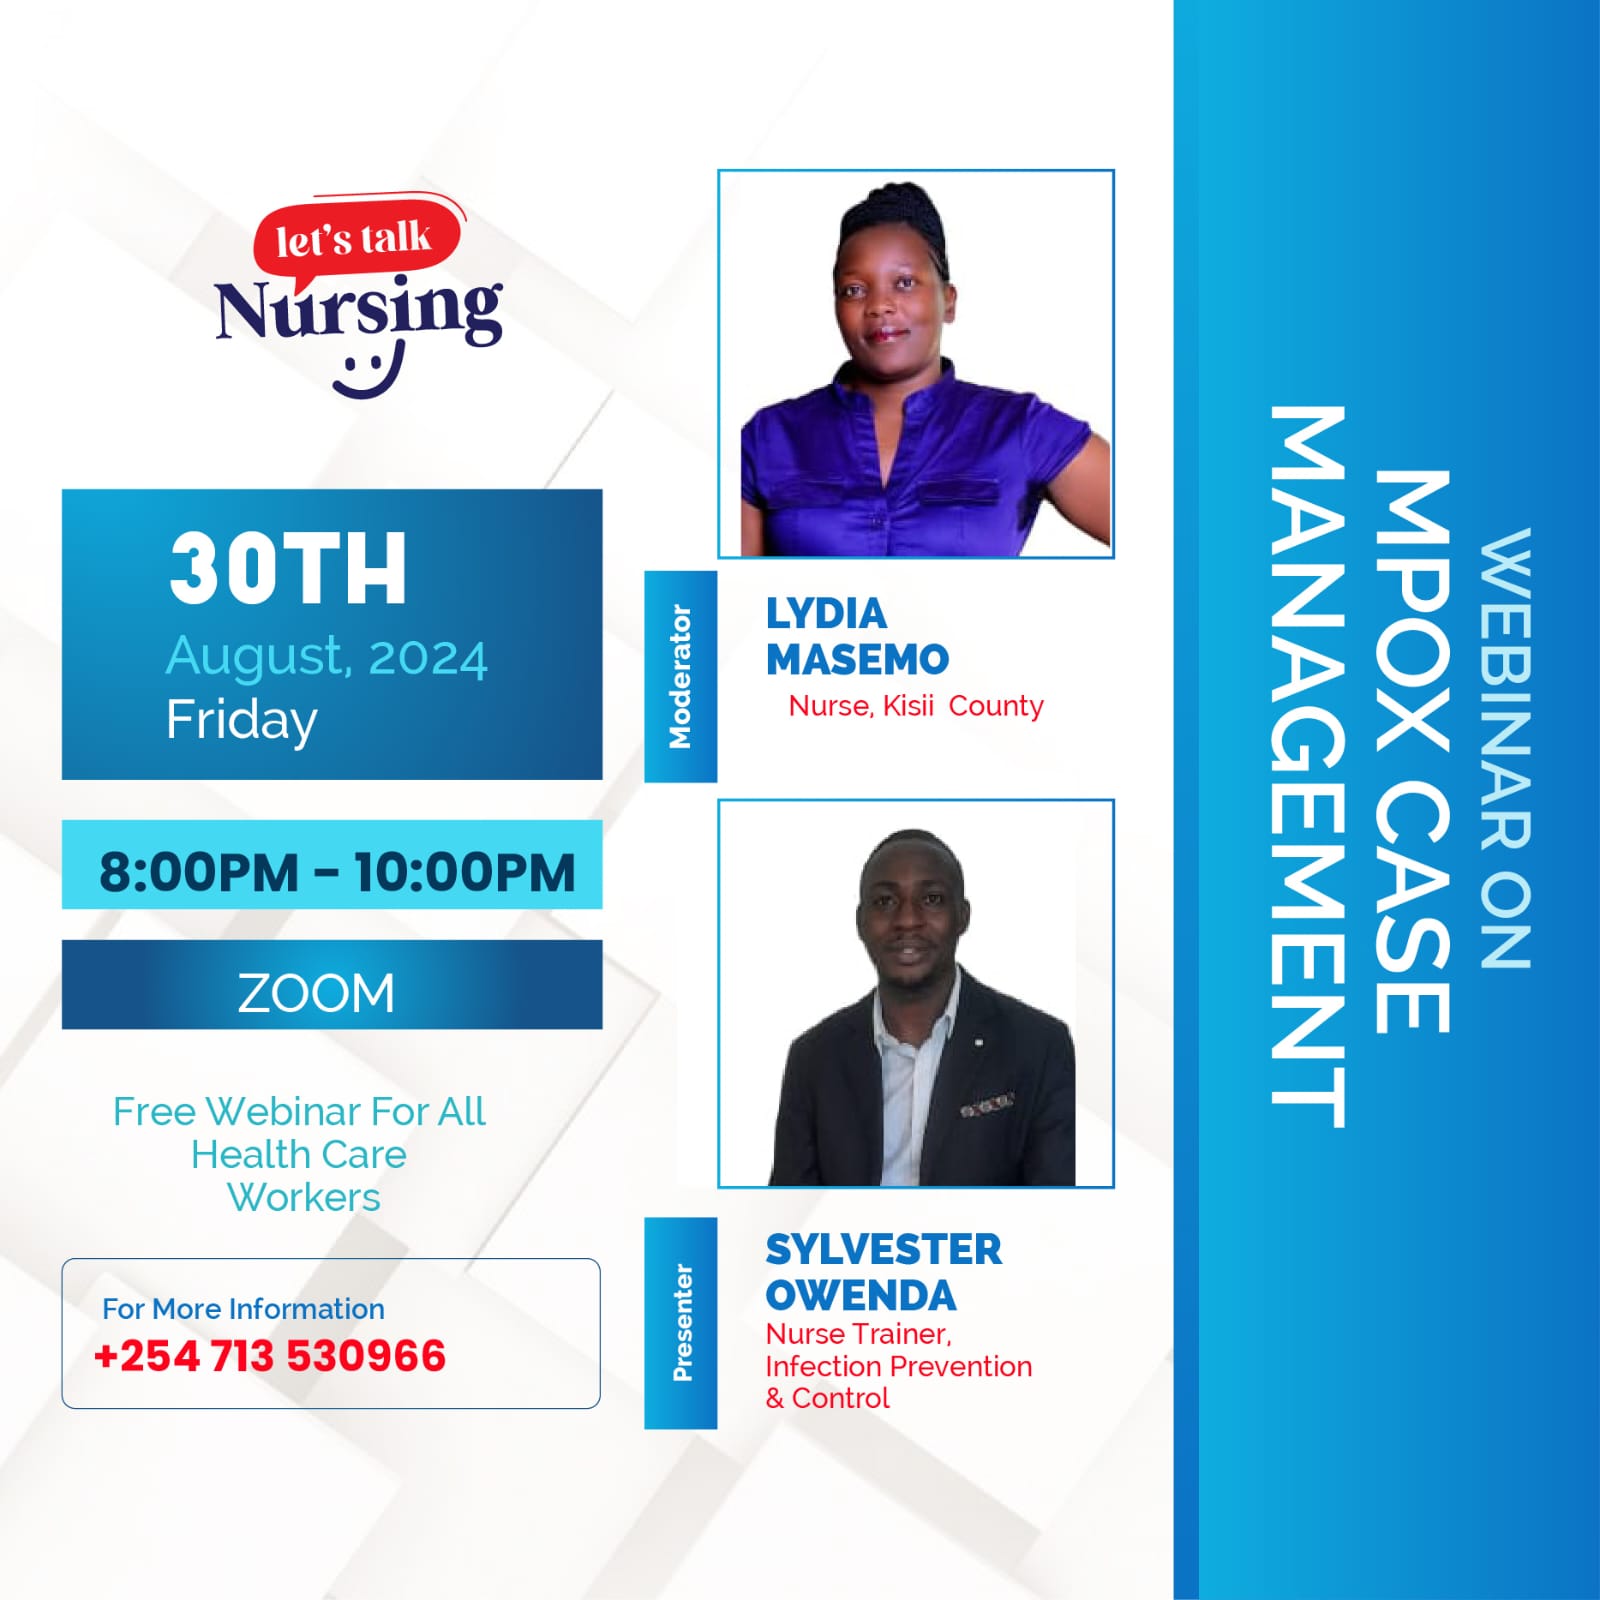 let's talk
Nursing
30TH
August, 2024
Friday
8:00PM - 10:00PM
ZOOM
Free Webinar For All
Health Care
Workers
For More Information
+254 713 530966
Moderator
LYDIA
MASEMO
Nurse, Kisii County
Presenter
SYLVESTER
OWENDA
Nurse Trainer,
Infection Prevention
& Control
WEBINAR ON
MPOX CASE
MANAGEMENT